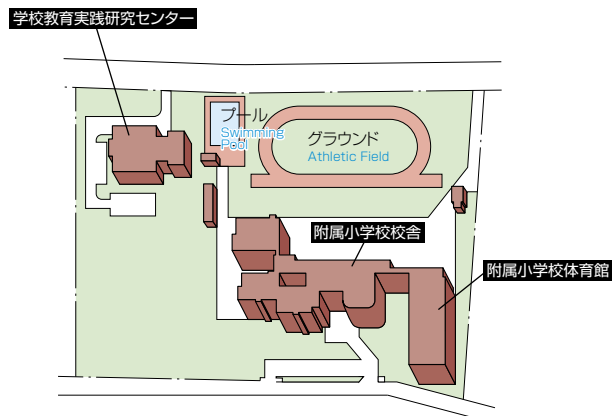 学校教育実践研究センター
プール
Swimming
Pool
グラウンド
Athletic Field
附属小学校校舎
附属小学校体育館